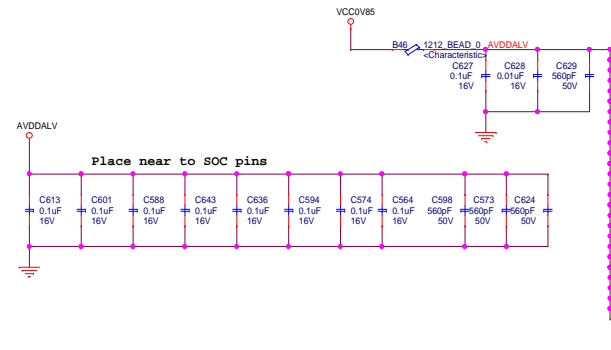 VCC0V85
B46 1212_BEAD_0 AVDDALV
<Characteristic>
C627 C628 C629
0.1uF 0.01uF 560pF
16V 16V 50V
AVDDALV
Place near to SOC pins
C613 C601 C588 C643 C636 C594 C574 C564 C598 C573 C624
0.1uF 0.1uF 0.1uF 0.1uF 0.1uF 0.1uF 0.1uF 0.1uF 560pF 560pF 560pF
16V 16V 16V 16V 16V 16V 16V 16V 50V 50V 50V